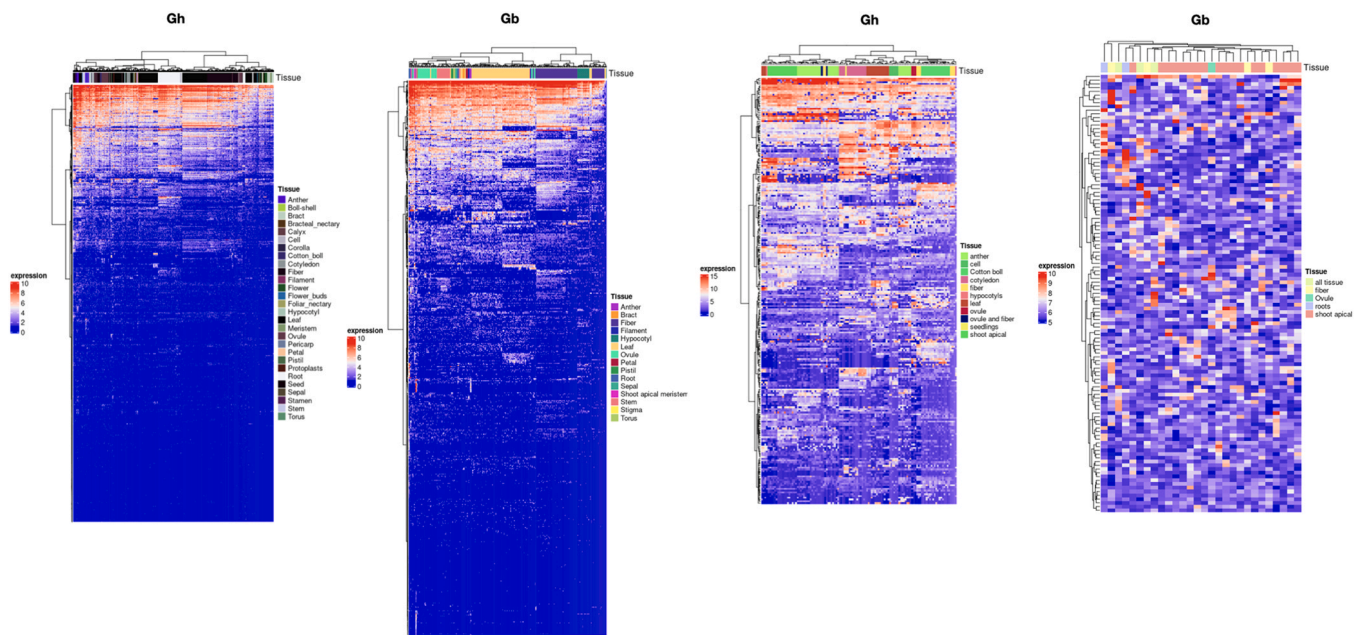 Gh
Tissue
Tissue
Anther
Boll-shell
Bract
Bracteal_nectary
Calyx
Cell
Corolla
Cotton_boll
Cotyledon
Fiber
Filament
Flower
Flower_buds
Foliar_nectary
Hypocotyl
Leaf
Meristem
Ovule
Pericarp
Petal
Pistil
Protoplasts
Root
Seed
Sepal
Stamen
Stem
Torus
expression
10
8
6
4
2
0
Gb
Tissue
Tissue
Anther
Bract
Fiber
Filament
Hypocotyl
Leaf
Ovule
Petal
Pistil
Root
Sepal
Shoot apical meristem
Stem
Stigma
Torus
expression
10
8
6
4
2
0
Gh
Tissue
Tissue
anther
cell
Cotton boll
cotyledon
fiber
hypocotyls
leaf
ovule
ovule and fiber
seedlings
shoot apical
expression
15
10
5
0
Gb
Tissue
Tissue
all tissue
fiber
Ovule
roots
shoot apical
expression
10
9
8
7
6
5